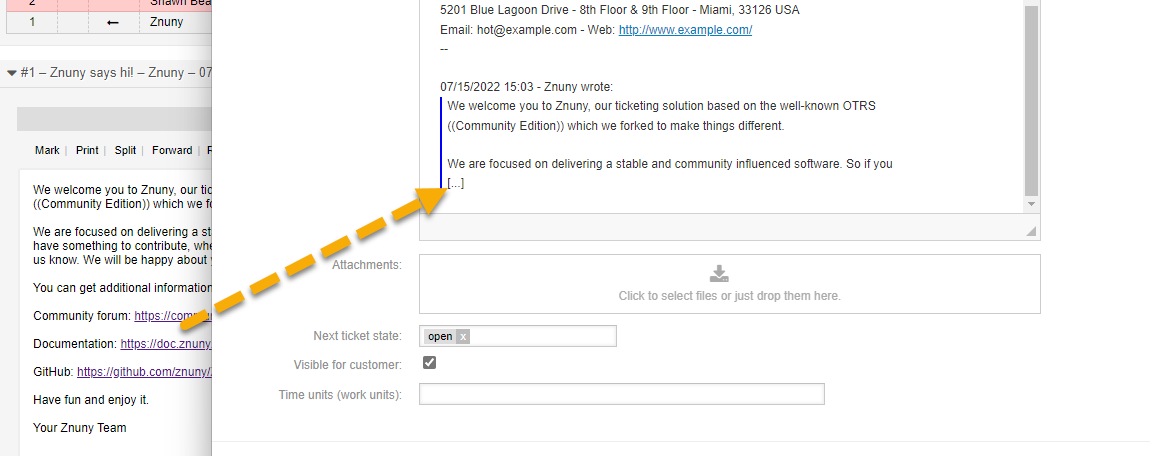 2 Shawn Bea
1 ← Znuny
#1 – Znuny says hi! – Znuny – 07
Mark | Print | Split | Forward |
We welcome you to Znuny, our
((Community Edition)) which we
We are focused on delivering a
have something to contribute,
us know. We will be happy about
You can get additional information
Community forum:
Documentation: https://doc.znuny
GitHub: https://github.com/znuny/
Have fun and enjoy it.
Your Znuny Team
5201 Blue Lagoon Drive - 8th Floor & 9th Floor - Miami, 33126 USA
Email: hot@example.com - Web: http://www.example.com/
--
07/15/2022 15:03 - Znuny wrote:
We welcome you to Znuny, our ticketing solution based on the well-known OTRS
((Community Edition)) which we forked to make things different.
We are focused on delivering a stable and community influenced software. So if you
[...]
Attachments:
Click to select files or just drop them here.
Next ticket state: open x
Visible for customer:
Time units (work units):